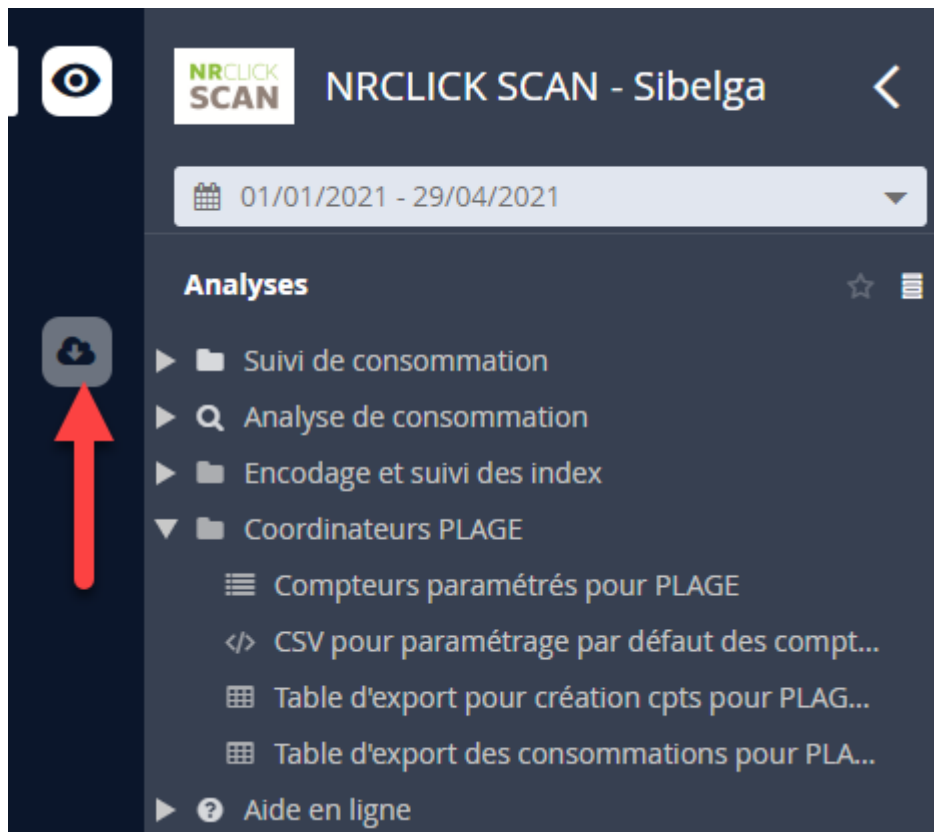 NRCLICK
SCAN
NRCLICK SCAN - Sibelga
01/01/2021 - 29/04/2021
Analyses
Suivi de consommation
Analyse de consommation
Encodage et suivi des index
Coordinateurs PLAGE
Compteurs paramétrés pour PLAGE
</> CSV pour paramétrage par défaut des compt...
Table d'export pour création cpts pour PLAG...
Table d'export des consommations pour PLA...
Aide en ligne